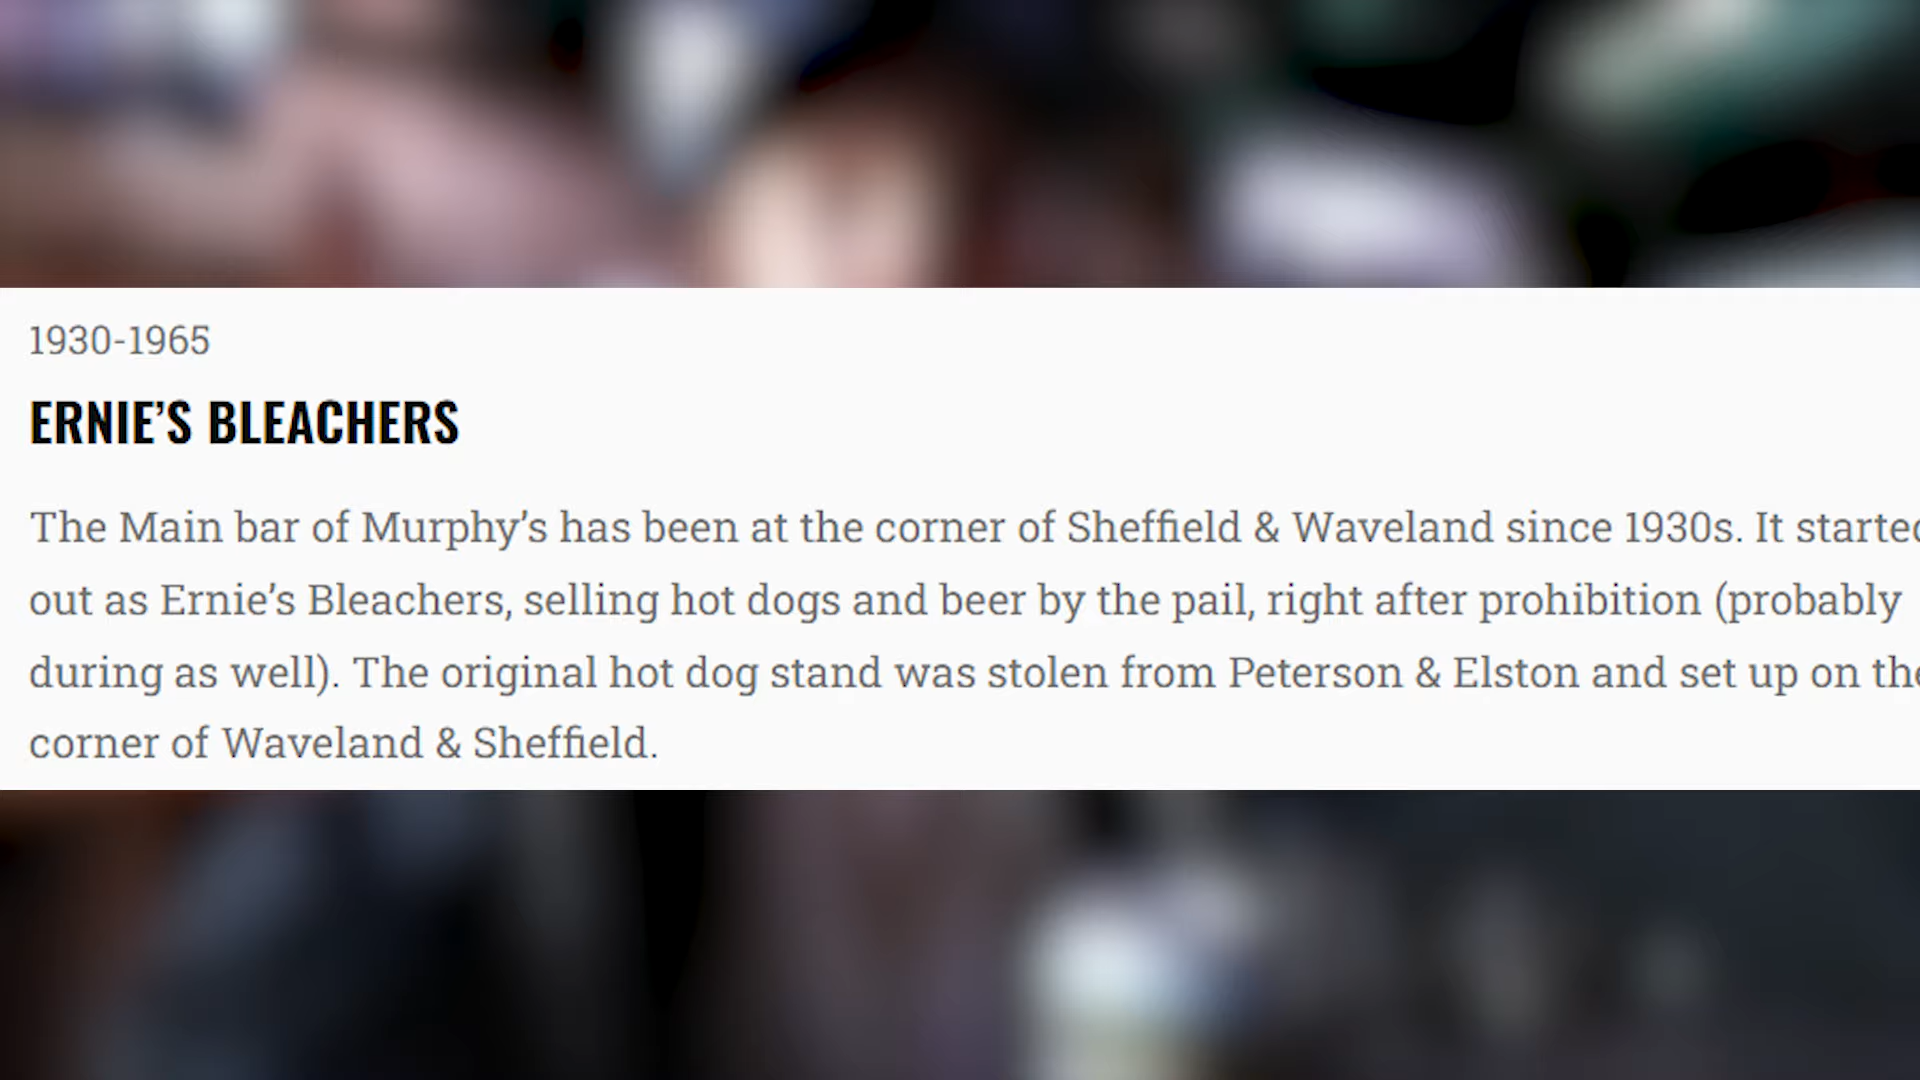 1930-1965
ERNIE’S BLEACHERS
The Main bar of Murphy’s has been at the corner of Sheffield & Waveland since 1930s. It started
out as Ernie’s Bleachers, selling hot dogs and beer by the pail, right after prohibition (probably
during as well). The original hot dog stand was stolen from Peterson & Elston and set up on the
corner of Waveland & Sheffield.